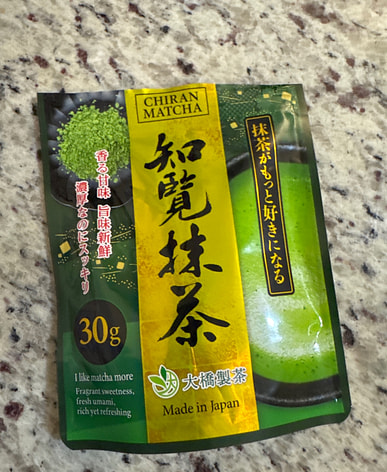 CHIRAN
MATCHA
知覧抹茶
抹茶がもっと好きになる
香る甘味 旨味新鮮
濃厚なのにスッキリ
30g
I like matcha more
Fragrant sweetness,
fresh umami,
rich yet refreshing
大橋製茶
Made in Japan